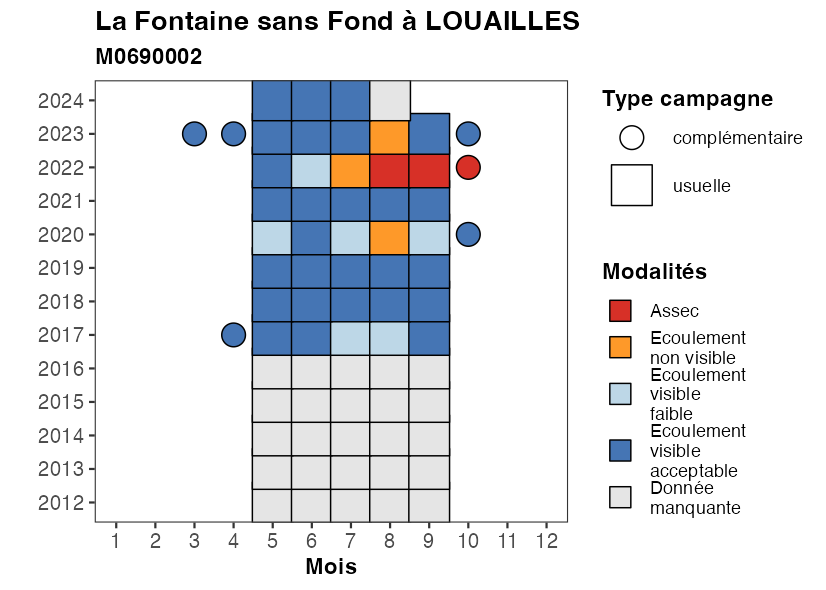 La Fontaine sans Fond à LOUAILLES
M0690002
2024
2023
2022
2021
2020
2019
2018
2017
2016
2015
2014
2013
2012
1 2 3 4 5 6 7 8 9 10 11 12
Mois
Type campagne
complémentaire
usuelle
Modalités
Assec
Ecoulement
non visible
Ecoulement
visible
faible
Ecoulement
visible
acceptable
Donnée
manquante